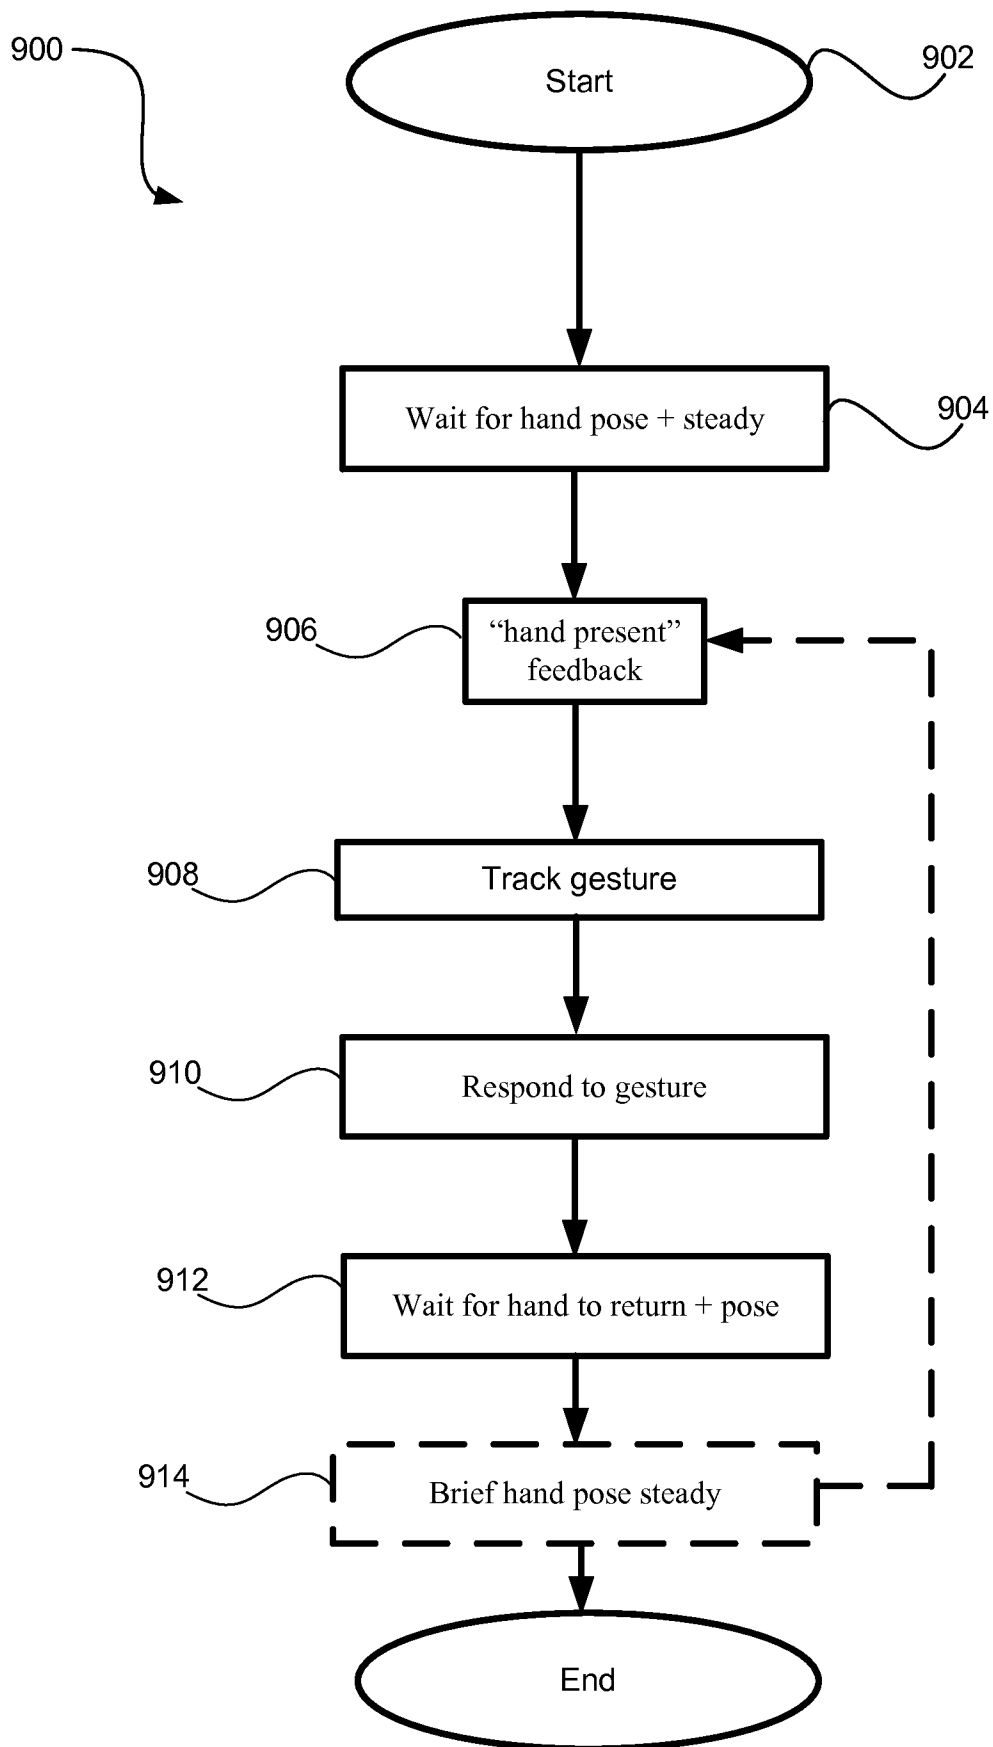 900
Start
902
Wait for hand pose + steady
904
906
“hand present”
feedback
908
Track gesture
910
Respond to gesture
912
Wait for hand to return + pose
914
Brief hand pose steady
End